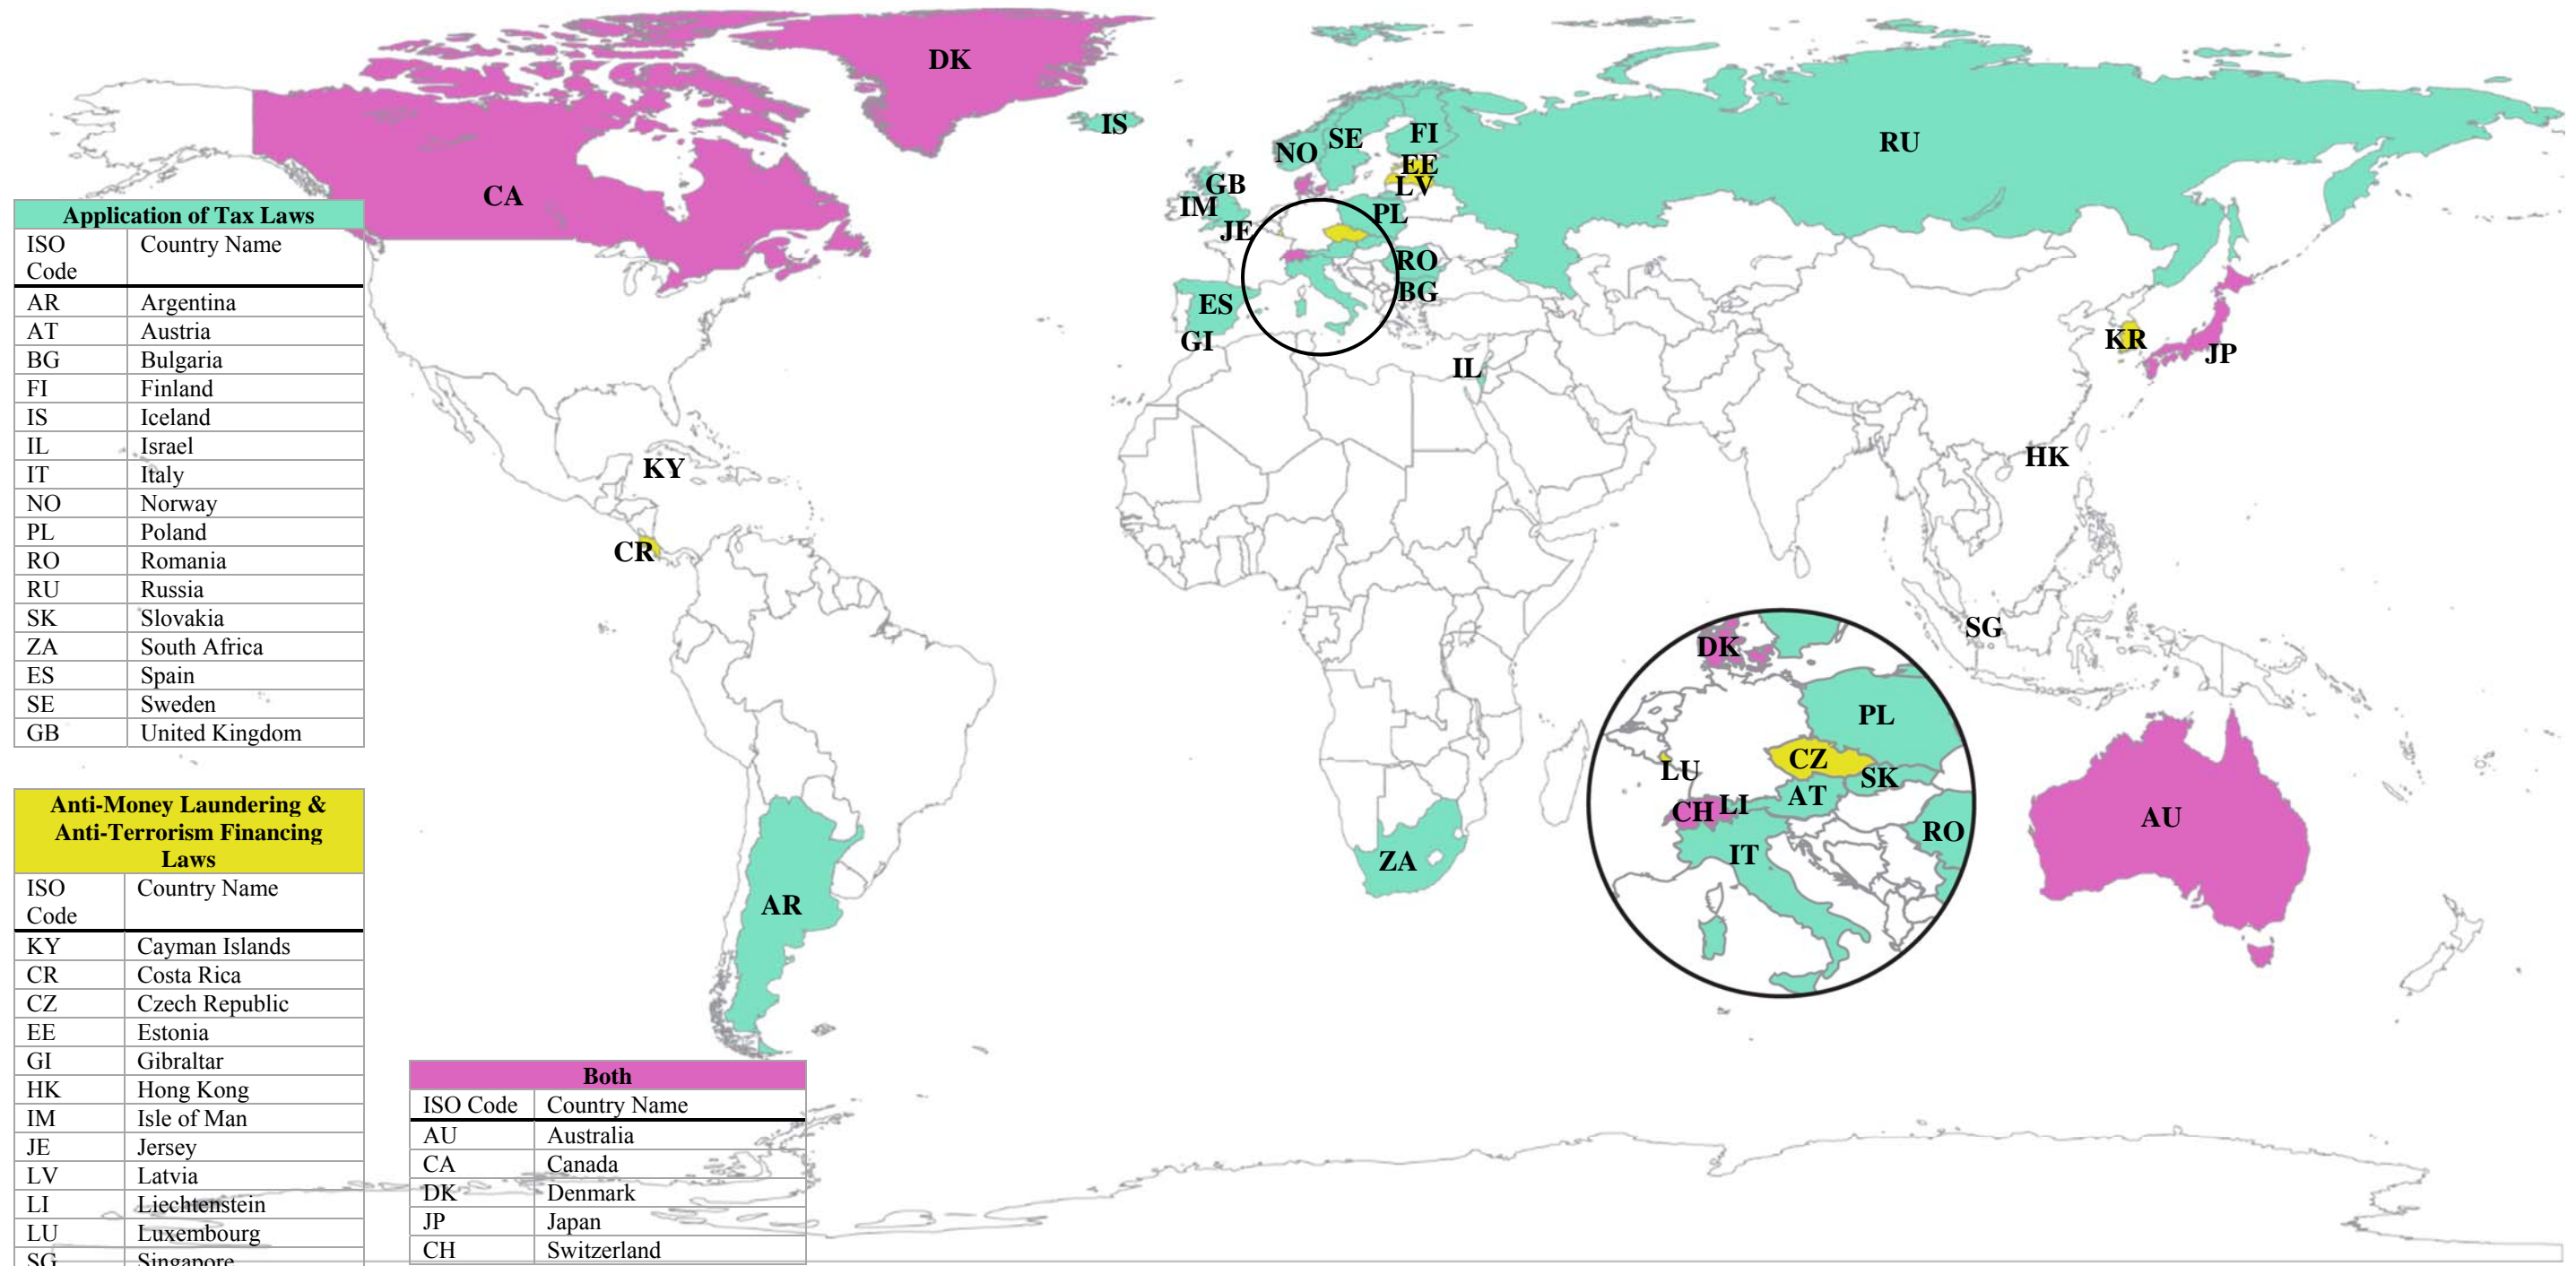 DK
IS
CA
NO
SE
FI
EE
LV
RU
GB
IM
JE
PL
RO
BG
ES
GI
IL
KR
JP
HK
KY
CR
SG
AR
ZA
AU
DK
PL
LU
CZ
SK
CH
LI
AT
IT
RO
Application of Tax Laws
ISO Code Country Name
AR Argentina
AT Austria
BG Bulgaria
FI Finland
IS Iceland
IL Israel
IT Italy
NO Norway
PL Poland
RO Romania
RU Russia
SK Slovakia
ZA South Africa
ES Spain
SE Sweden
GB United Kingdom
Anti-Money Laundering &
Anti-Terrorism Financing
Laws
ISO Code Country Name
KY Cayman Islands
CR Costa Rica
CZ Czech Republic
EE Estonia
GI Gibraltar
HK Hong Kong
IM Isle of Man
JE Jersey
LV Latvia
LI Liechtenstein
LU Luxembourg
SG Singapore
Both
ISO Code Country Name
AU Australia
CA Canada
DK Denmark
JP Japan
CH Switzerland